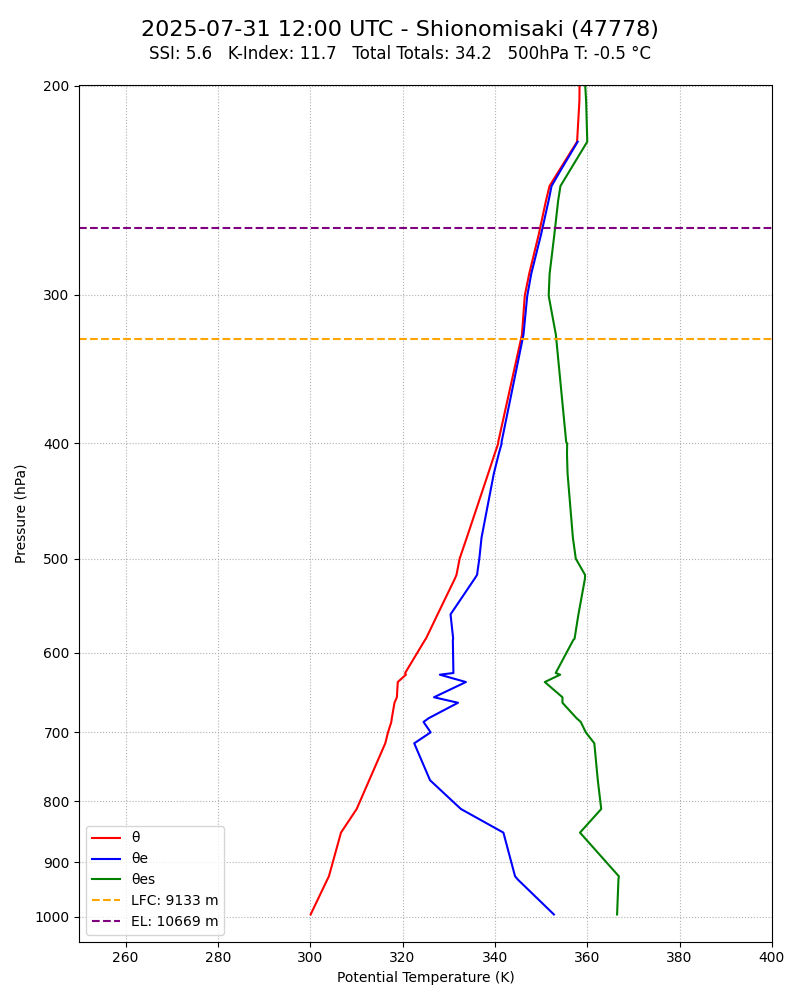 2025-07-31 12:00 UTC - Shionomisaki (47778)
SSI: 5.6 K-Index: 11.7 Total Totals: 34.2 500hPa T: -0.5 °C
200
300
400
500
600
700
800
900
1000
Pressure (hPa)
θ
θe
θes
LFC: 9133 m
EL: 10669 m
260 280 300 320 340 360 380 400
Potential Temperature (K)